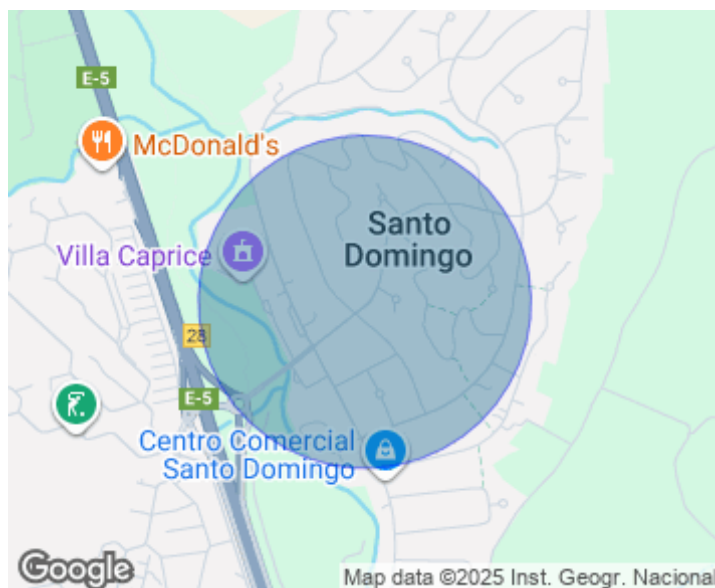 E-5
McDonald's
Santo
Domingo
Villa Caprice
28
E-5
Centro Comercial
Santo Domingo
Google
Map data ©2025 Inst. Geogr. Nacional